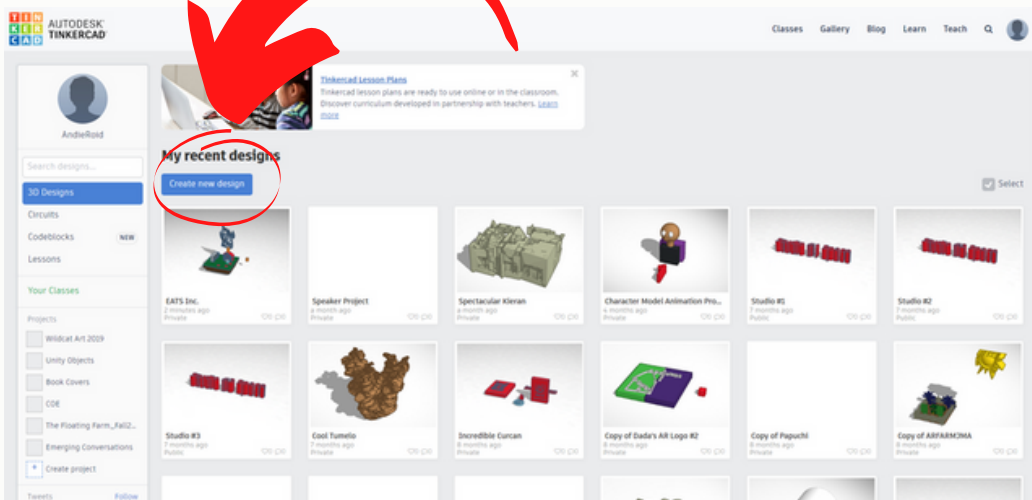 TIN
KER
CAD
AUTODESK
TINKERCAD
Classes Gallery Blog Learn Teach
AndieRoid
Search designs...
3D Designs
Circuits
Codeblocks NEW
Lessons
Your Classes
Projects
Wildcat Art 2019
Unity Objects
Book Covers
COE
The Floating Farm_Fall2...
Emerging Conversations
+ Create project
Tweets Follow
Tinkercad Lesson Plans
Tinkercad lesson plans are ready to use online or in the classroom.
Discover curriculum developed in partnership with teachers. Learn
more
My recent designs
Create new design
Select
EATS Inc.
2 minutes ago
Private
Speaker Project
a month ago
Private
Spectacular Kieran
a month ago
Private
Character Model Animation Pro...
4 months ago
Private
Studio #1
7 months ago
Public
Studio #2
7 months ago
Public
Studio #3
7 months ago
Public
Cool Tumelo
7 months ago
Private
Incredible Curcan
8 months ago
Private
Copy of Dada's AR Logo #2
8 months ago
Private
Copy of Papuchi
8 months ago
Private
Copy of ARFARM3MA
8 months ago
Private